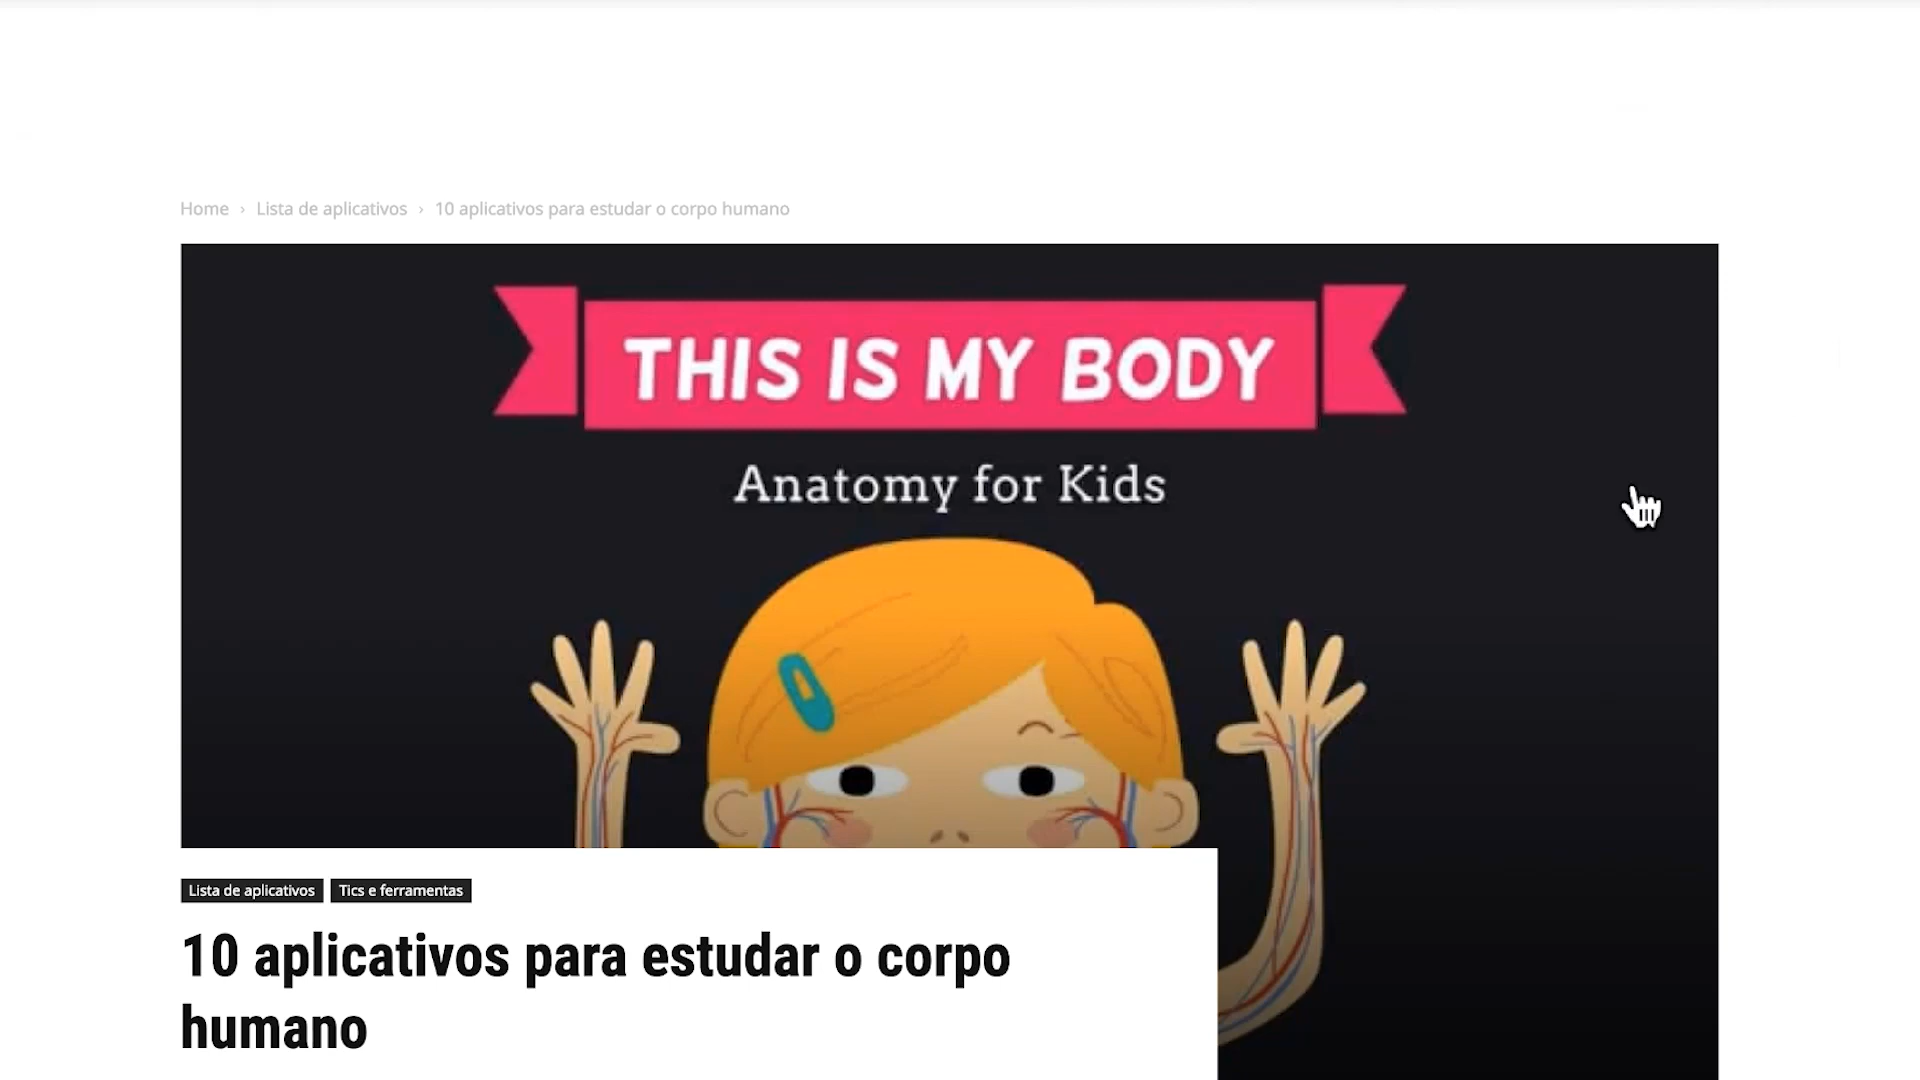 Home › Lista de aplicativos › 10 aplicativos para estudar o corpo humano
THIS IS MY BODY
Anatomy for Kids
Lista de aplicativos Tics e ferramentas
10 aplicativos para estudar o corpo
humano